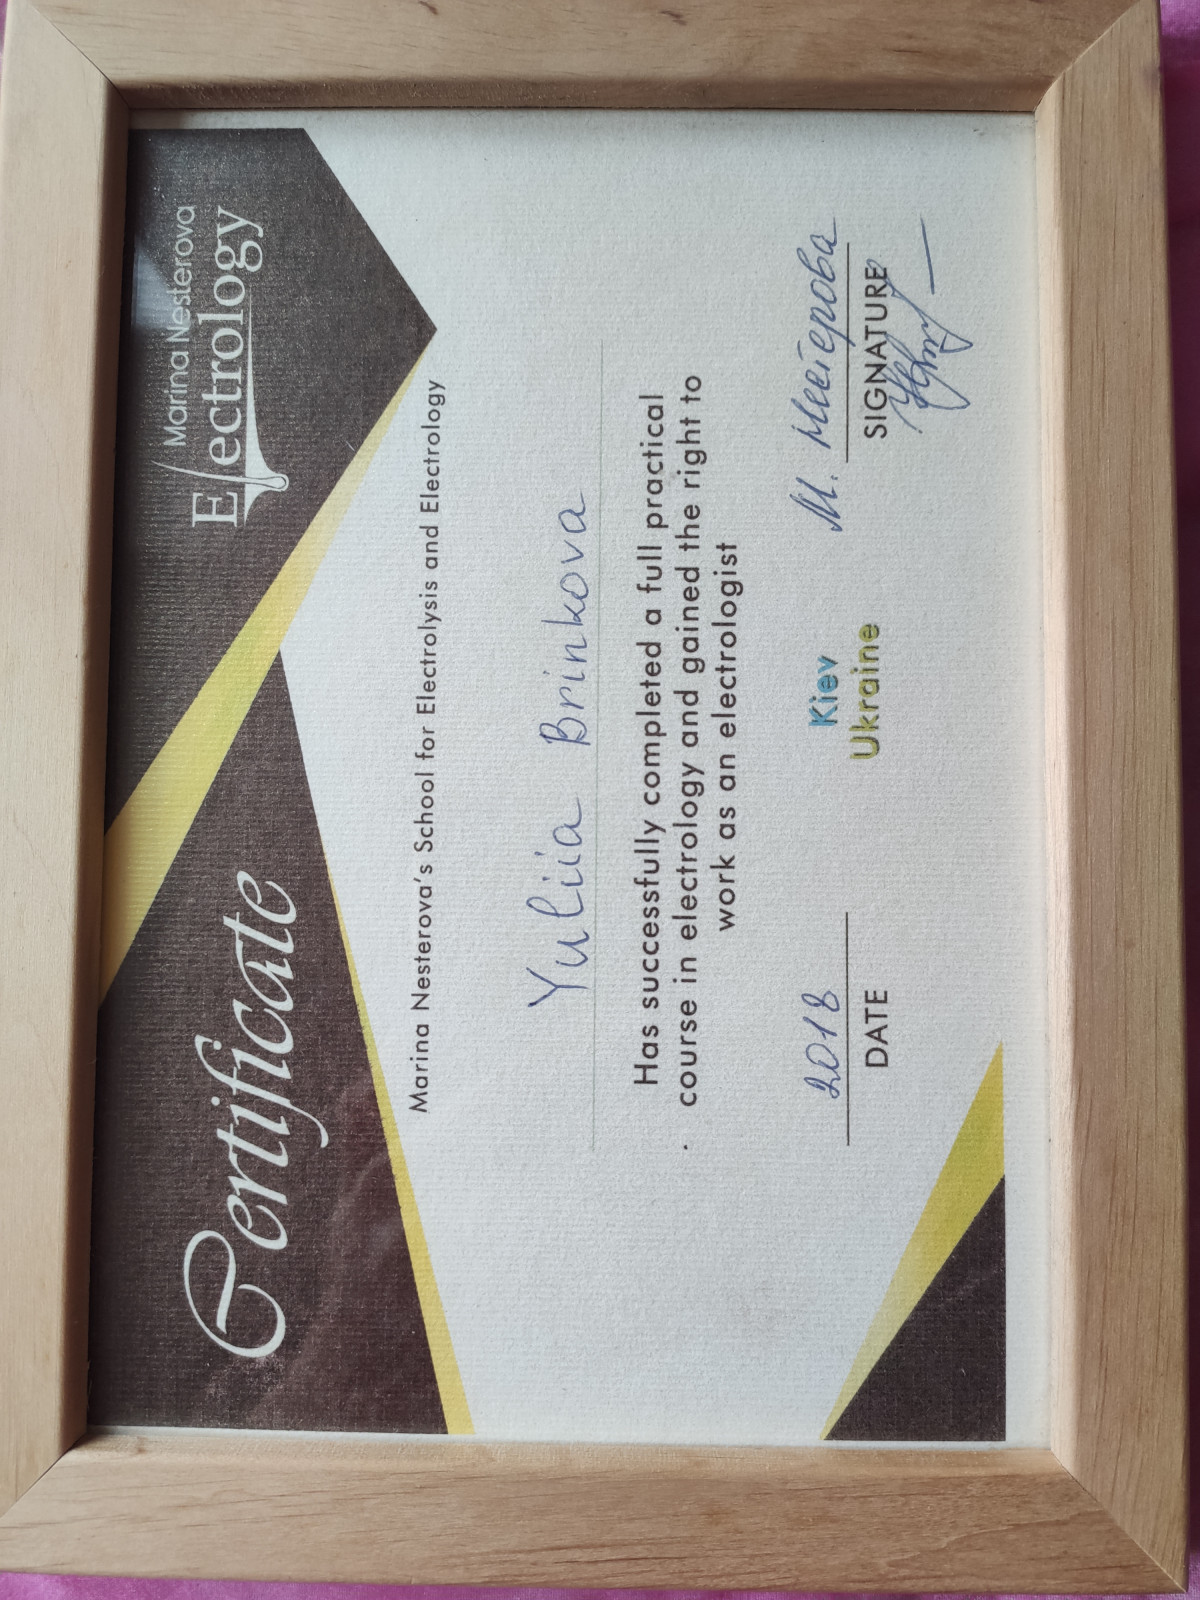 Certificate
Marina Nesterova
Electrology
Marina Nesterova's School for Electrolysis and Electrology
Yuliia Brinkova
Has successfully completed a full practical
course in electrology and gained the right to
work as an electrologist
2018
DATE
Kiev
Ukraine
М. Нестерова
SIGNATURE